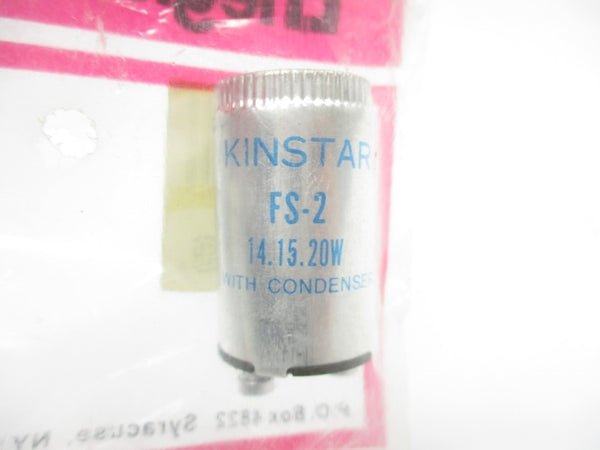 KINSTAR
FS-2
14.15.20W
WITH CONDENSER
P.O. Box 4822 Syracuse, NY